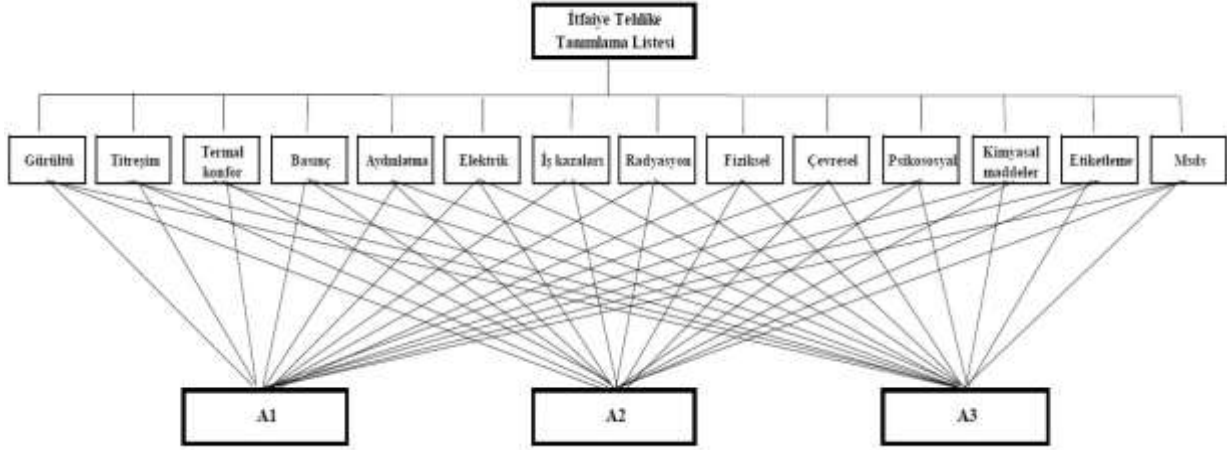 İtfaiye Tehlike
Tanımlama Listesi
Gürültü
Titreşim
Termal
konfor
Basınç
Aydınlatma
Elektrik
İş kazaları
Radyasyon
Fiziksel
Çevresel
Psikososyal
Kimyasal
maddeler
Etiketleme
Msds
A1
A2
A3